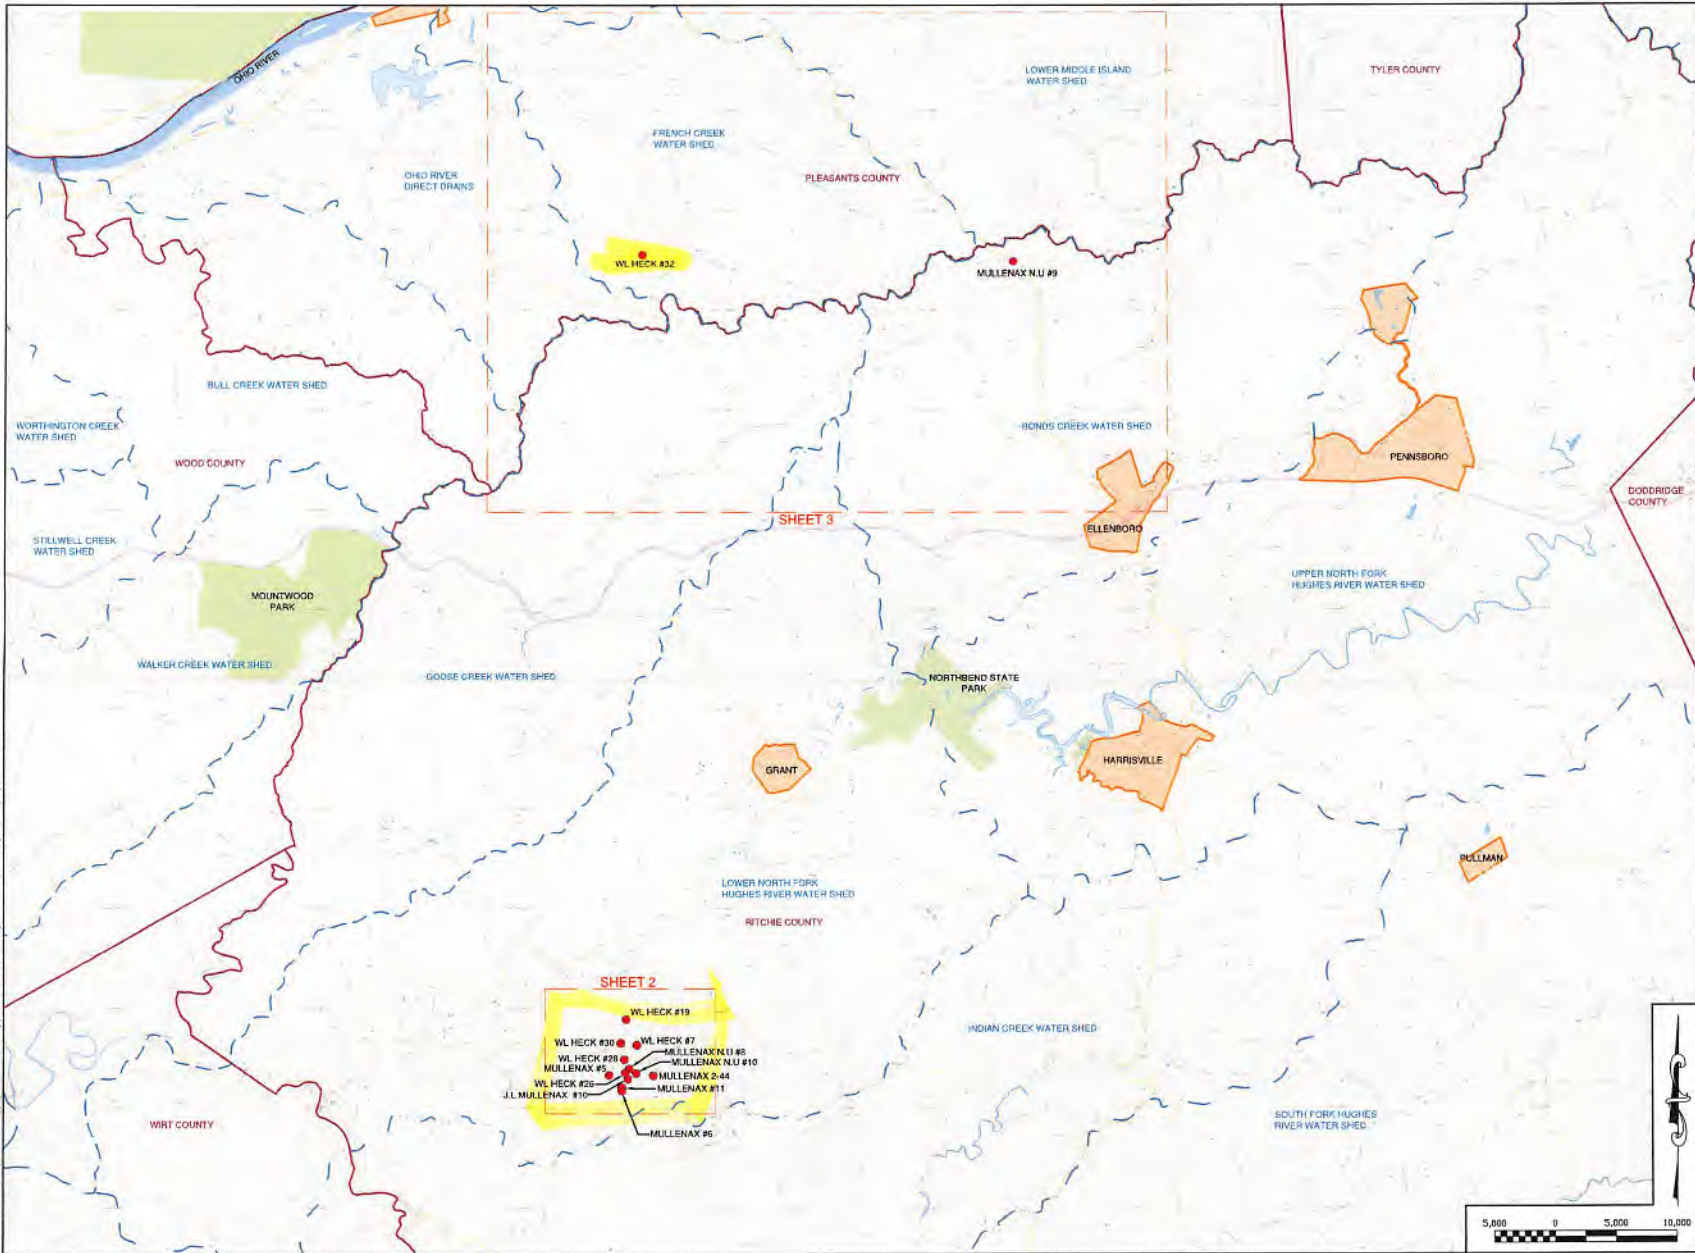 OHIO RIVER
LOWER MIDDLE ISLAND
WATER SHED
TYLER COUNTY
FRENCH CREEK
WATER SHED
OHIO RIVER
DIRECT DRAINS
PLEASANTS COUNTY
WL HECK #32
MULLENAX N.U #9
BULL CREEK WATER SHED
WORTHINGTON CREEK
WATER SHED
BONDS CREEK WATER SHED
WOOD COUNTY
PENNSBORO
DODDRIDGE
COUNTY
SHEET 3
ELLENBORO
STILLWELL CREEK
WATER SHED
UPPER NORTH FORK
HUGHES RIVER WATER SHED
MOUNTWOOD
PARK
WALKER CREEK WATER SHED
GOOSE CREEK WATER SHED
NORTHBEND STATE
PARK
GRANT
HARRISVILLE
PULLMAN
LOWER NORTH FORK
HUGHES RIVER WATER SHED
RITCHIE COUNTY
SHEET 2
WL HECK #19
WL HECK #30
WL HECK #7
MULLENAX N.U #8
WL HECK #28
MULLENAX N.U #10
MULLENAX #5
MULLENAX 2-44
WL HECK #26
MULLENAX #11
J.L MULLENAX #10
MULLENAX #6
INDIAN CREEK WATER SHED
WIRT COUNTY
SOUTH FORK HUGHES
RIVER WATER SHED
5,000 0 5,000 10,000